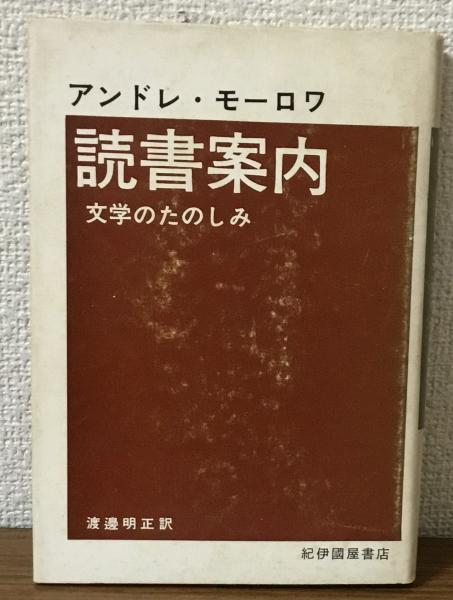 アンドレ・モーロワ
読書案内
文学のたのしみ
渡邊明正訳
紀伊國屋書店